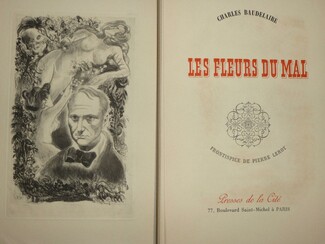 CHARLES BAUDELAIRE
LES FLEURS DU MAL
FRONTISPICE DE PIERRE LEROY
Presses de la Cité
77, Boulevard Saint-Michel à PARIS